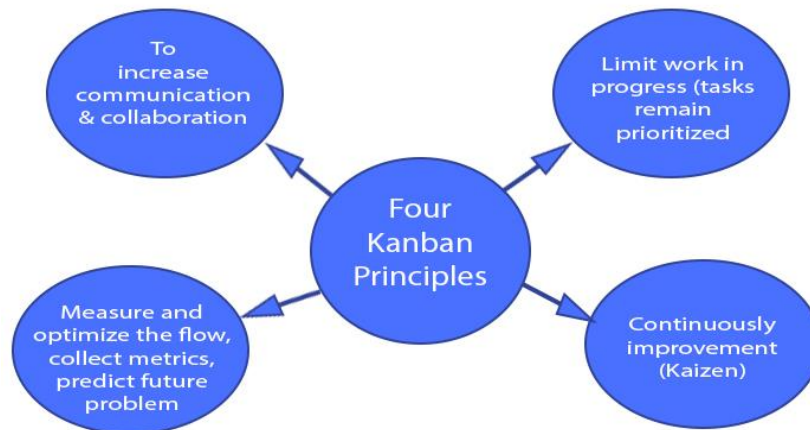 To
increase
communication
& collaboration
Limit work in
progress (tasks
remain
prioritized
Four
Kanban
Principles
Measure and
optimize the flow,
collect metrics,
predict future
problem
Continuously
improvement
(Kaizen)